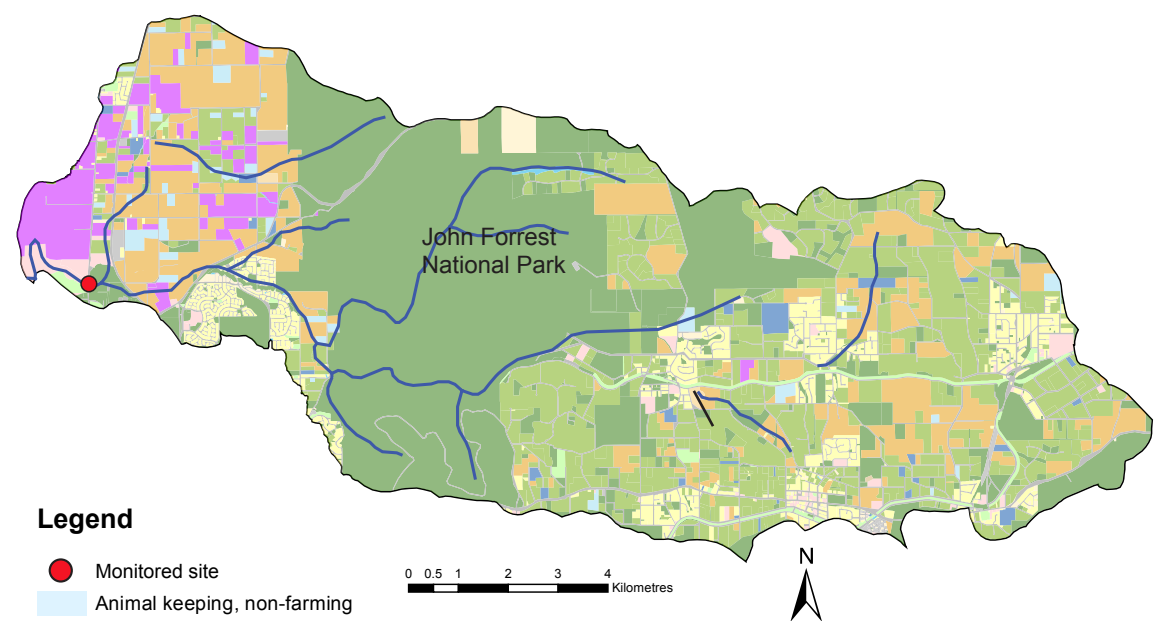 John Forrest
National Park
Legend
Monitored site
Animal keeping, non-farming
0 0.5 1 2 3 4
Kilometres
N